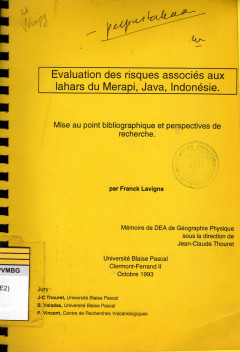 perpustakaan
Evaluation des risques associés aux
lahars du Merapi, Java, Indonésie.
Mise au point bibliographique et perspectives de
recherche.
par Franck Lavigne
Mémoire de DEA de Géographie Physique
sous la direction de
Jean-Claude Thouret
Université Blaise Pascal
Clermont-Ferrand II
Octobre 1993
PVMBG
E2)
Jury :
J-C Thouret, Université Blaise Pascal
B. Valadas, Université Blaise Pascal
P. Vincent, Centre de Recherches Volcanologiques